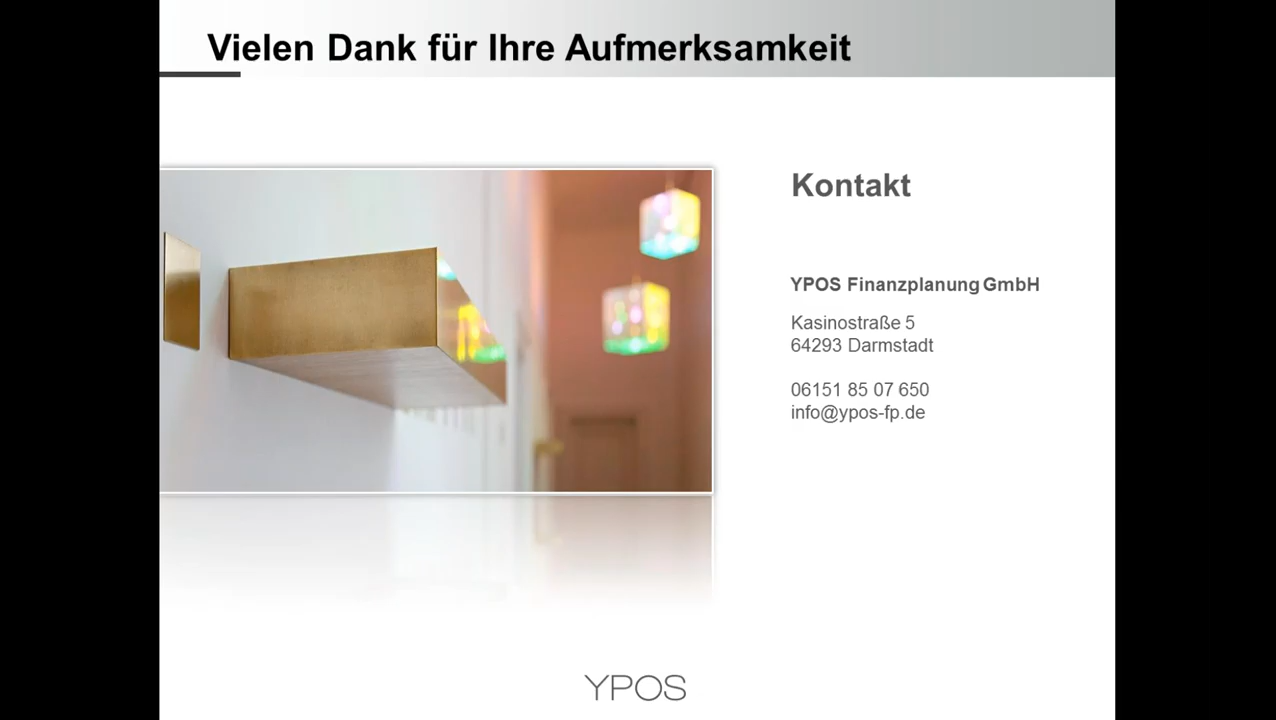 Vielen Dank für Ihre Aufmerksamkeit
Kontakt
YPOS Finanzplanung GmbH
Kasinostraße 5
64293 Darmstadt
06151 85 07 650
info@ypos-fp.de
YPOS